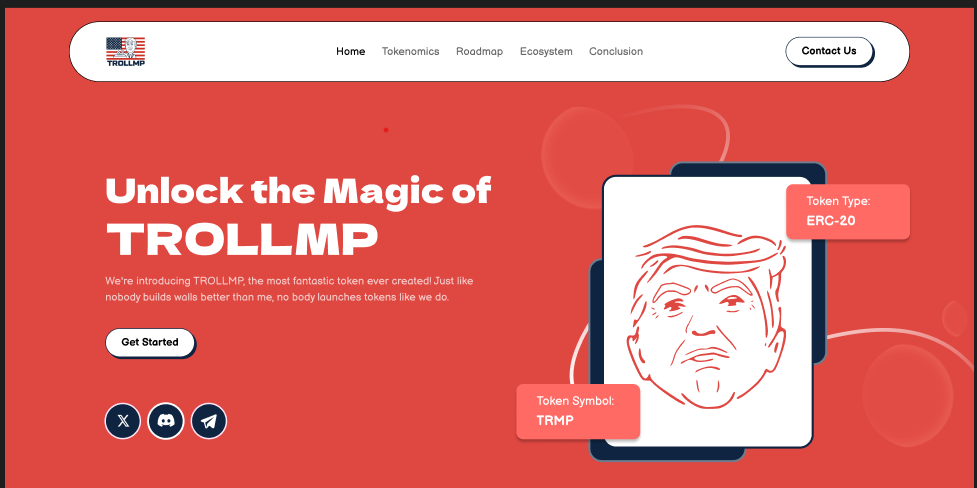 TROLLMP
Home Tokenomics Roadmap Ecosystem Conclusion
Contact Us
Unlock the Magic of
TROLLMP
We're introducing TROLLMP, the most fantastic token ever created! Just like
nobody builds walls better than me, no body launches tokens like we do.
Get Started
Token Type:
ERC-20
Token Symbol:
TRMP